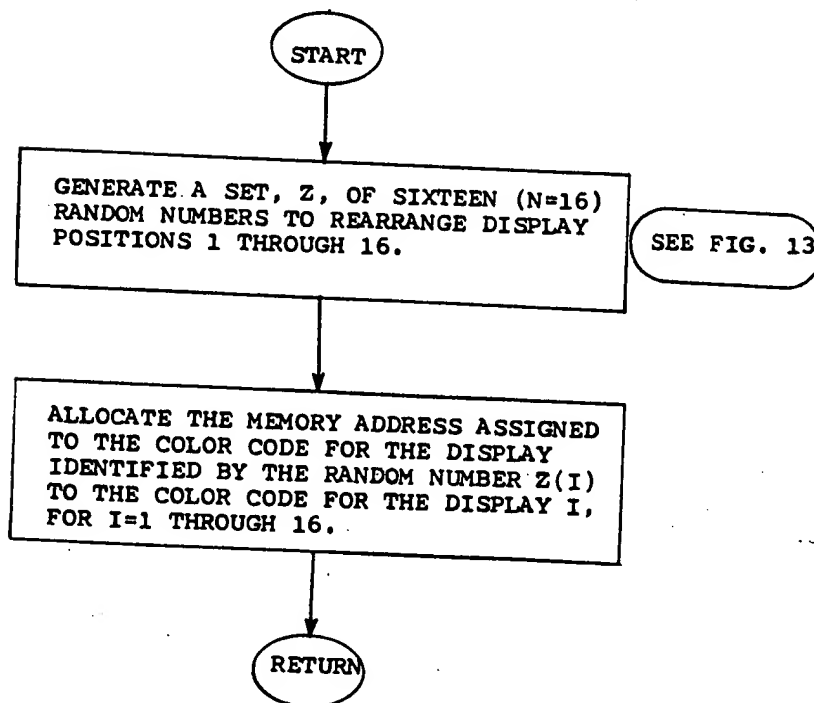 START
GENERATE A SET, Z, OF SIXTEEN (N=16)
RANDOM NUMBERS TO REARRANGE DISPLAY
POSITIONS 1 THROUGH 16.
SEE FIG. 13
ALLOCATE THE MEMORY ADDRESS ASSIGNED
TO THE COLOR CODE FOR THE DISPLAY
IDENTIFIED BY THE RANDOM NUMBER Z(I)
TO THE COLOR CODE FOR THE DISPLAY I,
FOR I=1 THROUGH 16.
RETURN